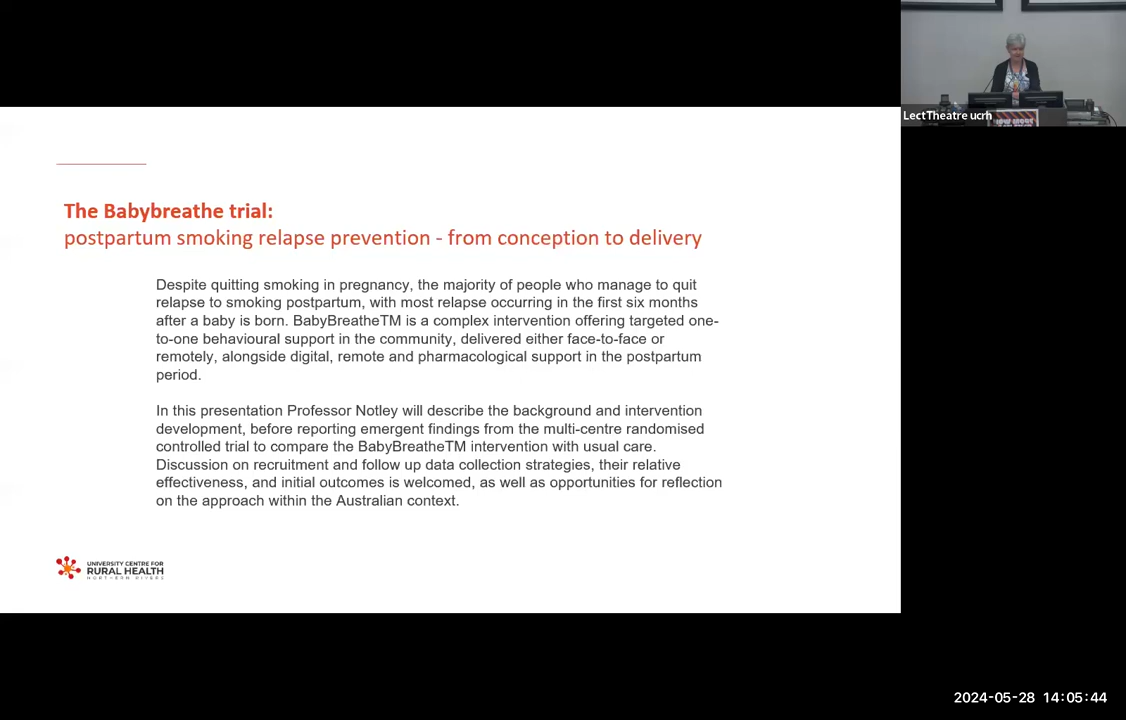 LectTheatre ucrh
The Babybreathe trial:
postpartum smoking relapse prevention - from conception to delivery
Despite quitting smoking in pregnancy, the majority of people who manage to quit
relapse to smoking postpartum, with most relapse occurring in the first six months
after a baby is born. BabyBreatheTM is a complex intervention offering targeted one-
to-one behavioural support in the community, delivered either face-to-face or
remotely, alongside digital, remote and pharmacological support in the postpartum
period.
In this presentation Professor Notley will describe the background and intervention
development, before reporting emergent findings from the multi-centre randomised
controlled trial to compare the BabyBreatheTM intervention with usual care.
Discussion on recruitment and follow up data collection strategies, their relative
effectiveness, and initial outcomes is welcomed, as well as opportunities for reflection
on the approach within the Australian context.
UNIVERSITY CENTRE FOR
RURAL HEALTH
NORTHERN RIVERS
2024-05-28 14:05:44